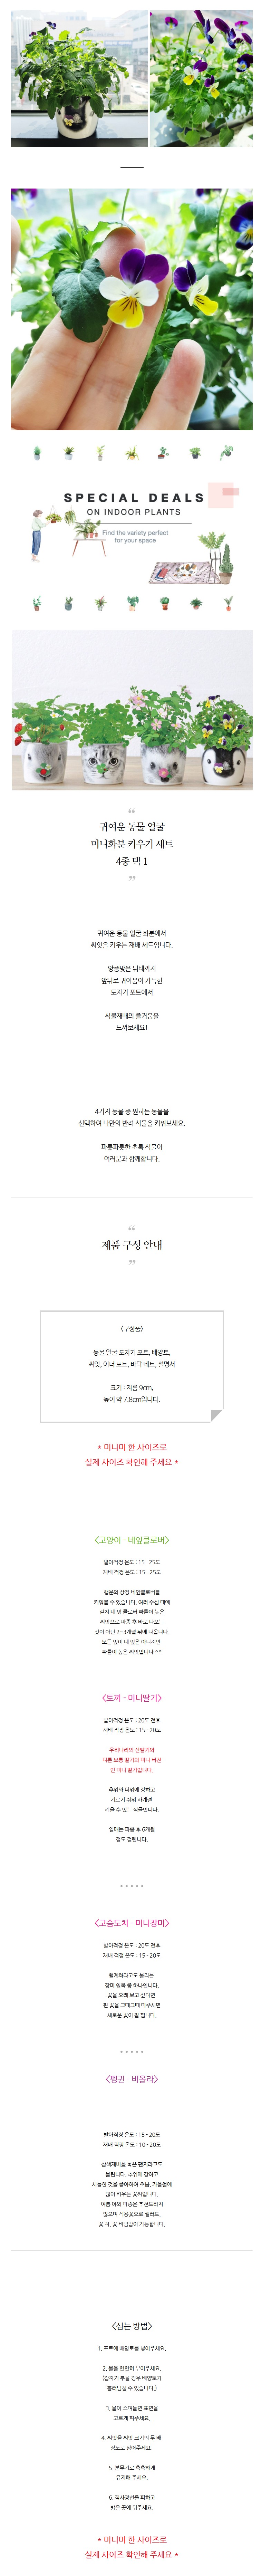 SPECIAL DEALS
ON INDOOR PLANTS
Find the variety perfect
for your space
“
귀여운 동물 얼굴
미니화분 키우기 세트
4종 택 1
”
귀여운 동물 얼굴 화분에서
씨앗을 키우는 재배 세트입니다.
앙증맞은 뒤태까지
앞뒤로 귀여움이 가득한
도자기 포트에서
식물재배의 즐거움을
느껴보세요!
4가지 동물 중 원하는 동물을
선택하여 나만의 반려 식물을 키워보세요.
파릇파릇한 초록 식물이
여러분과 함께합니다.
“
제품 구성 안내
”
<구성품>
동물 얼굴 도자기 포트, 배양토,
씨앗, 이너 포트, 바닥 네트, 설명서
크기 : 지름 9cm,
높이 약 7.8cm입니다.
* 미니미 한 사이즈로
실제 사이즈 확인해 주세요 *
<고양이 - 네잎클로버>
발아적정 온도 : 15 - 25도
재배 적정 온도 : 15 - 25도
행운의 상징 네잎클로버를
키워볼 수 있습니다. 여러 수십 대에
걸쳐 네 잎 클로버 확률이 높은
씨앗으로 파종 후 바로 나오는
것이 아닌 2~3개월 뒤에 나옵니다.
모든 잎이 네 잎은 아니지만
확률이 높은 씨앗입니다 ^^
<토끼 - 미니딸기>
발아적정 온도 : 20도 전후
재배 적정 온도 : 15 - 20도
우리나라의 산딸기와
다른 보통 딸기의 미니 버전
인 미니 딸기입니다.
추위와 더위에 강하고
기르기 쉬워 사계절
키울 수 있는 식물입니다.
열매는 파종 후 6개월
정도 걸립니다.
* * * * *
<고슴도치 - 미니장미>
발아적정 온도 : 20도 전후
재배 적정 온도 : 15 - 20도
월계화라고도 불리는
장미 원목 중 하나입니다.
꽃을 오래 보고 싶다면
핀 꽃을 그때그때 따주시면
새로운 꽃이 잘 핍니다.
* * * * *
<펭귄 - 비올라>
발아적정 온도 : 15 - 20도
재배 적정 온도 : 10 - 20도
삼색제비꽃 혹은 팬지라고도
불립니다. 추위에 강하고
서늘한 것을 좋아하여 초봄, 가을철에
많이 키우는 꽃씨입니다.
여름 야외 파종은 추천드리지
않으며 식용꽃으로 샐러드,
꽃 차, 꽃 비빔밥이 가능합니다.
<심는 방법>
1. 포트에 배양토를 넣어주세요.
2. 물을 천천히 부어주세요.
(갑자기 부을 경우 배양토가
흘러넘칠 수 있습니다.)
3. 물이 스며들면 표면을
고르게 펴주세요.
4. 씨앗을 씨앗 크기의 두 배
정도로 심어주세요.
5. 분무기로 촉촉하게
유지해 주세요.
6. 직사광선을 피하고
밝은 곳에 둬주세요.
* 미니미 한 사이즈로
실제 사이즈 확인해 주세요 *